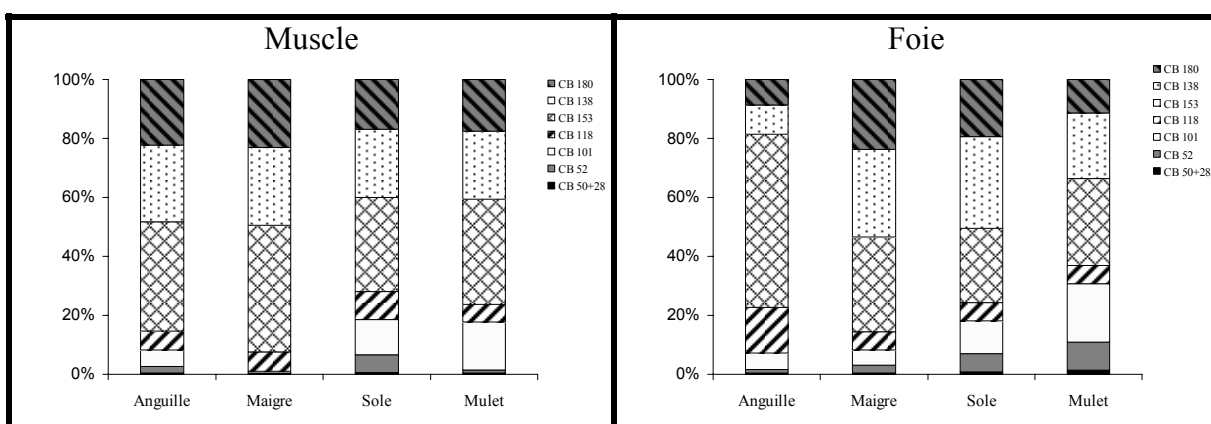 Muscle
100%
80%
60%
40%
20%
0%
Anguille
Maigre
Sole
Mulet
CB 180
CB 138
CB 153
CB 118
CB 101
CB 52
CB 50+28
Foie
100%
80%
60%
40%
20%
0%
Anguille
Maigre
Sole
Mulet
CB 180
CB 138
CB 153
CB 118
CB 101
CB 52
CB 50+28